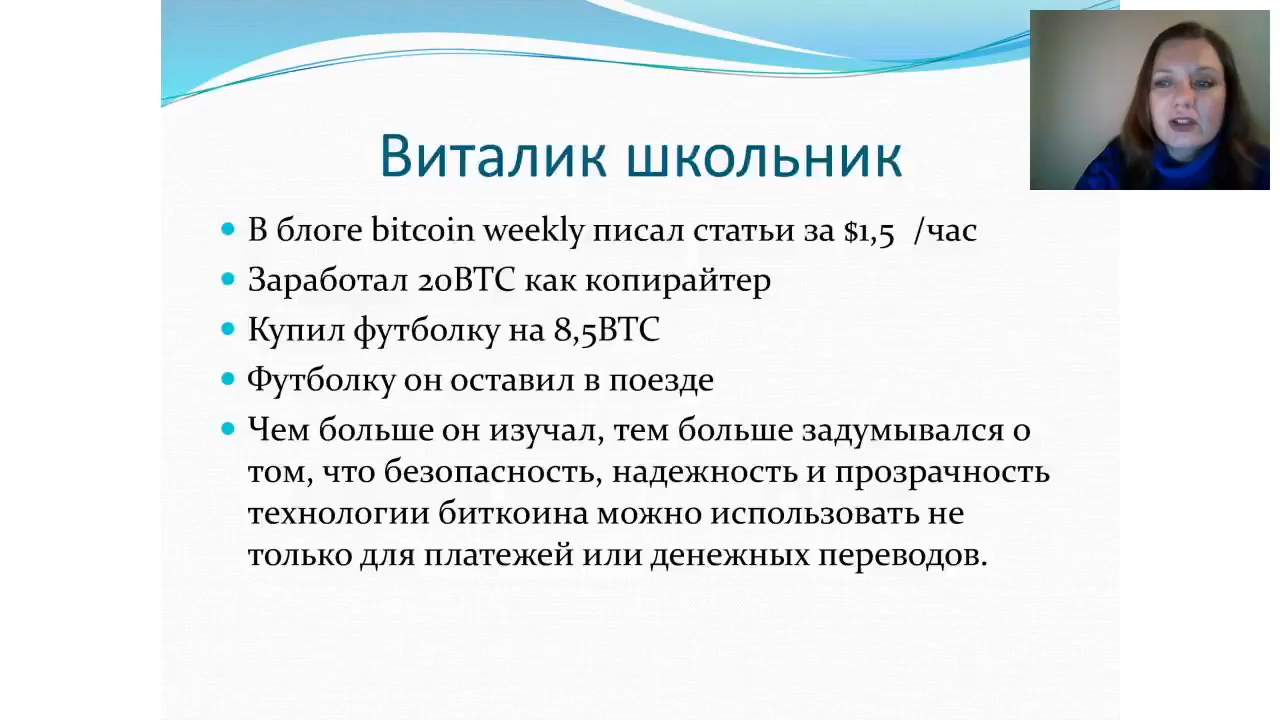 Виталик школьник
В блоге bitcoin weekly писал статьи за $1,5 /час
Заработал 20BTC как копирайтер
Купил футболку на 8,5BTC
Футболку он оставил в поезде
Чем больше он изучал, тем больше задумывался о
том, что безопасность, надежность и прозрачность
технологии биткоина можно использовать не
только для платежей или денежных переводов.